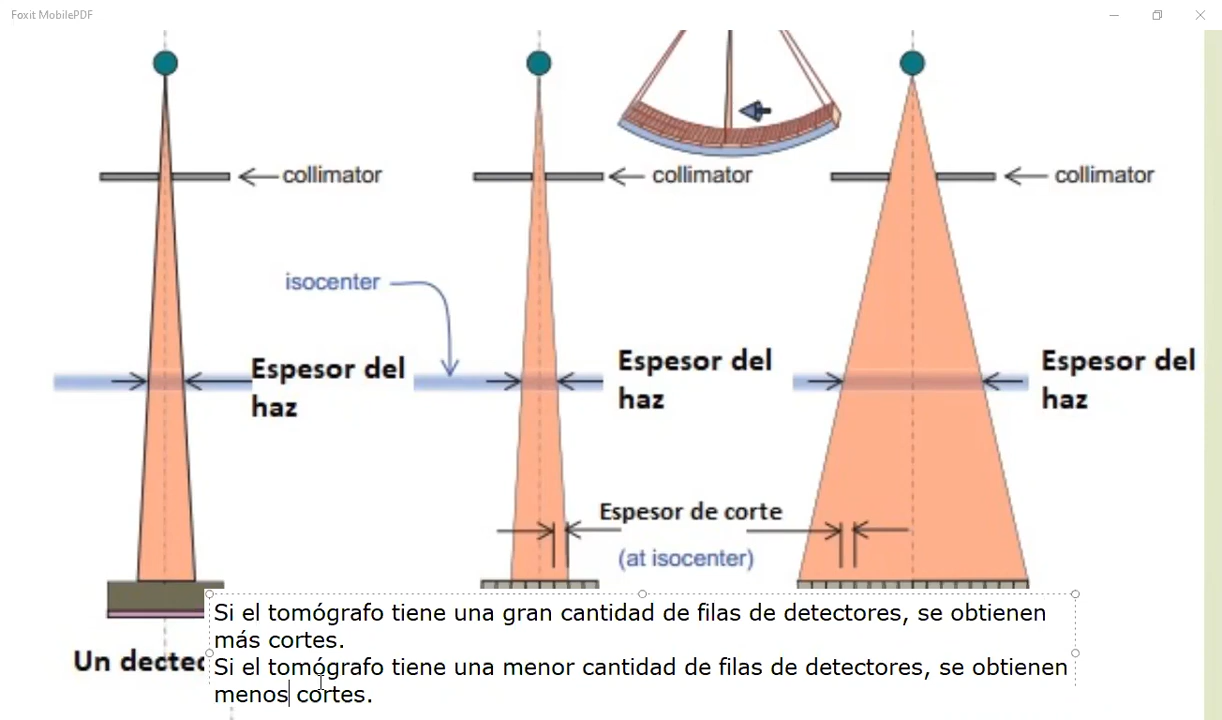 Foxit MobilePDF
collimator
collimator
collimator
isocenter
Espesor del
haz
Espesor del
haz
Espesor del
haz
Espesor de corte
(at isocenter)
Si el tomógrafo tiene una gran cantidad de filas de detectores, se obtienen
más cortes.
Un dectec
Si el tomógrafo tiene una menor cantidad de filas de detectores, se obtienen
menos cortes.